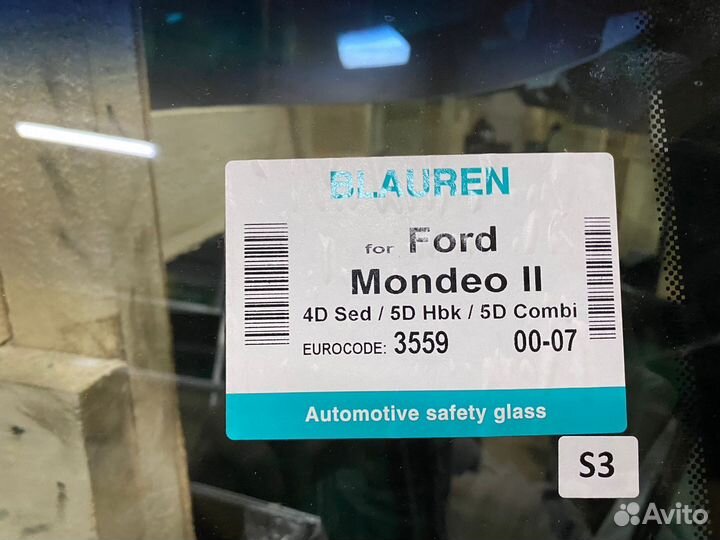 BLAUREN
for Ford
Mondeo II
4D Sed / 5D Hbk / 5D Combi
EUROCODE: 3559 00-07
Automotive safety glass
S3
Avito